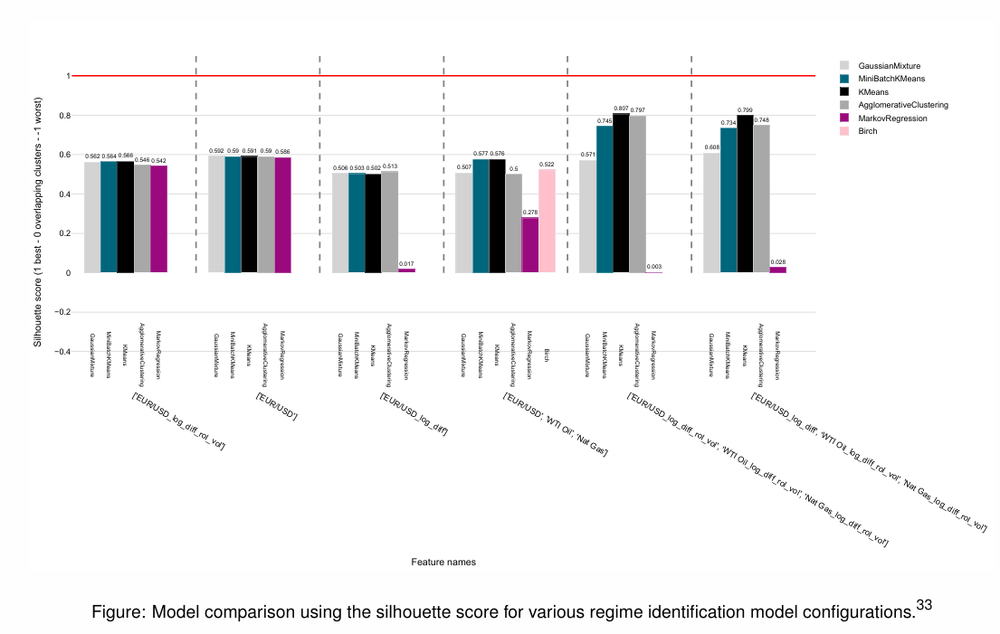 Silhouette score (1 best - 0 overlapping clusters - -1 worst)
1
0.8
0.6
0.4
0.2
0
−0.2
−0.4
0.562 0.564 0.566 0.546 0.542
0.592 0.59 0.591 0.59 0.586
0.506 0.503 0.502 0.513 0.017
0.507 0.577 0.576 0.5 0.278 0.522
0.571 0.745 0.807 0.797 0.003
0.608 0.734 0.799 0.748 0.028
GaussianMixture
MiniBatchKMeans
KMeans
AgglomerativeClustering
MarkovRegression
GaussianMixture
MiniBatchKMeans
KMeans
AgglomerativeClustering
MarkovRegression
GaussianMixture
MiniBatchKMeans
KMeans
AgglomerativeClustering
MarkovRegression
GaussianMixture
MiniBatchKMeans
KMeans
AgglomerativeClustering
MarkovRegression
Birch
GaussianMixture
MiniBatchKMeans
KMeans
AgglomerativeClustering
MarkovRegression
GaussianMixture
MiniBatchKMeans
KMeans
AgglomerativeClustering
MarkovRegression
['EUR/USD_log_diff_rol_vol']
['EUR/USD']
['EUR/USD_log_diff]
['EUR/USD', 'WTI Oil', 'Nat Gas]
['EUR/USD_log_diff_rol_vol', 'WTI Oil_log_diff_rol_vol', 'Nat Gas_log_diff_rol_vol']
['EUR/USD_log_diff', 'WTI Oil_log_diff_rol_vol', 'Nat Gas_log_diff_rol_vol']
Feature names
GaussianMixture
MiniBatchKMeans
KMeans
AgglomerativeClustering
MarkovRegression
Birch
Figure: Model comparison using the silhouette score for various regime identification model configurations.33